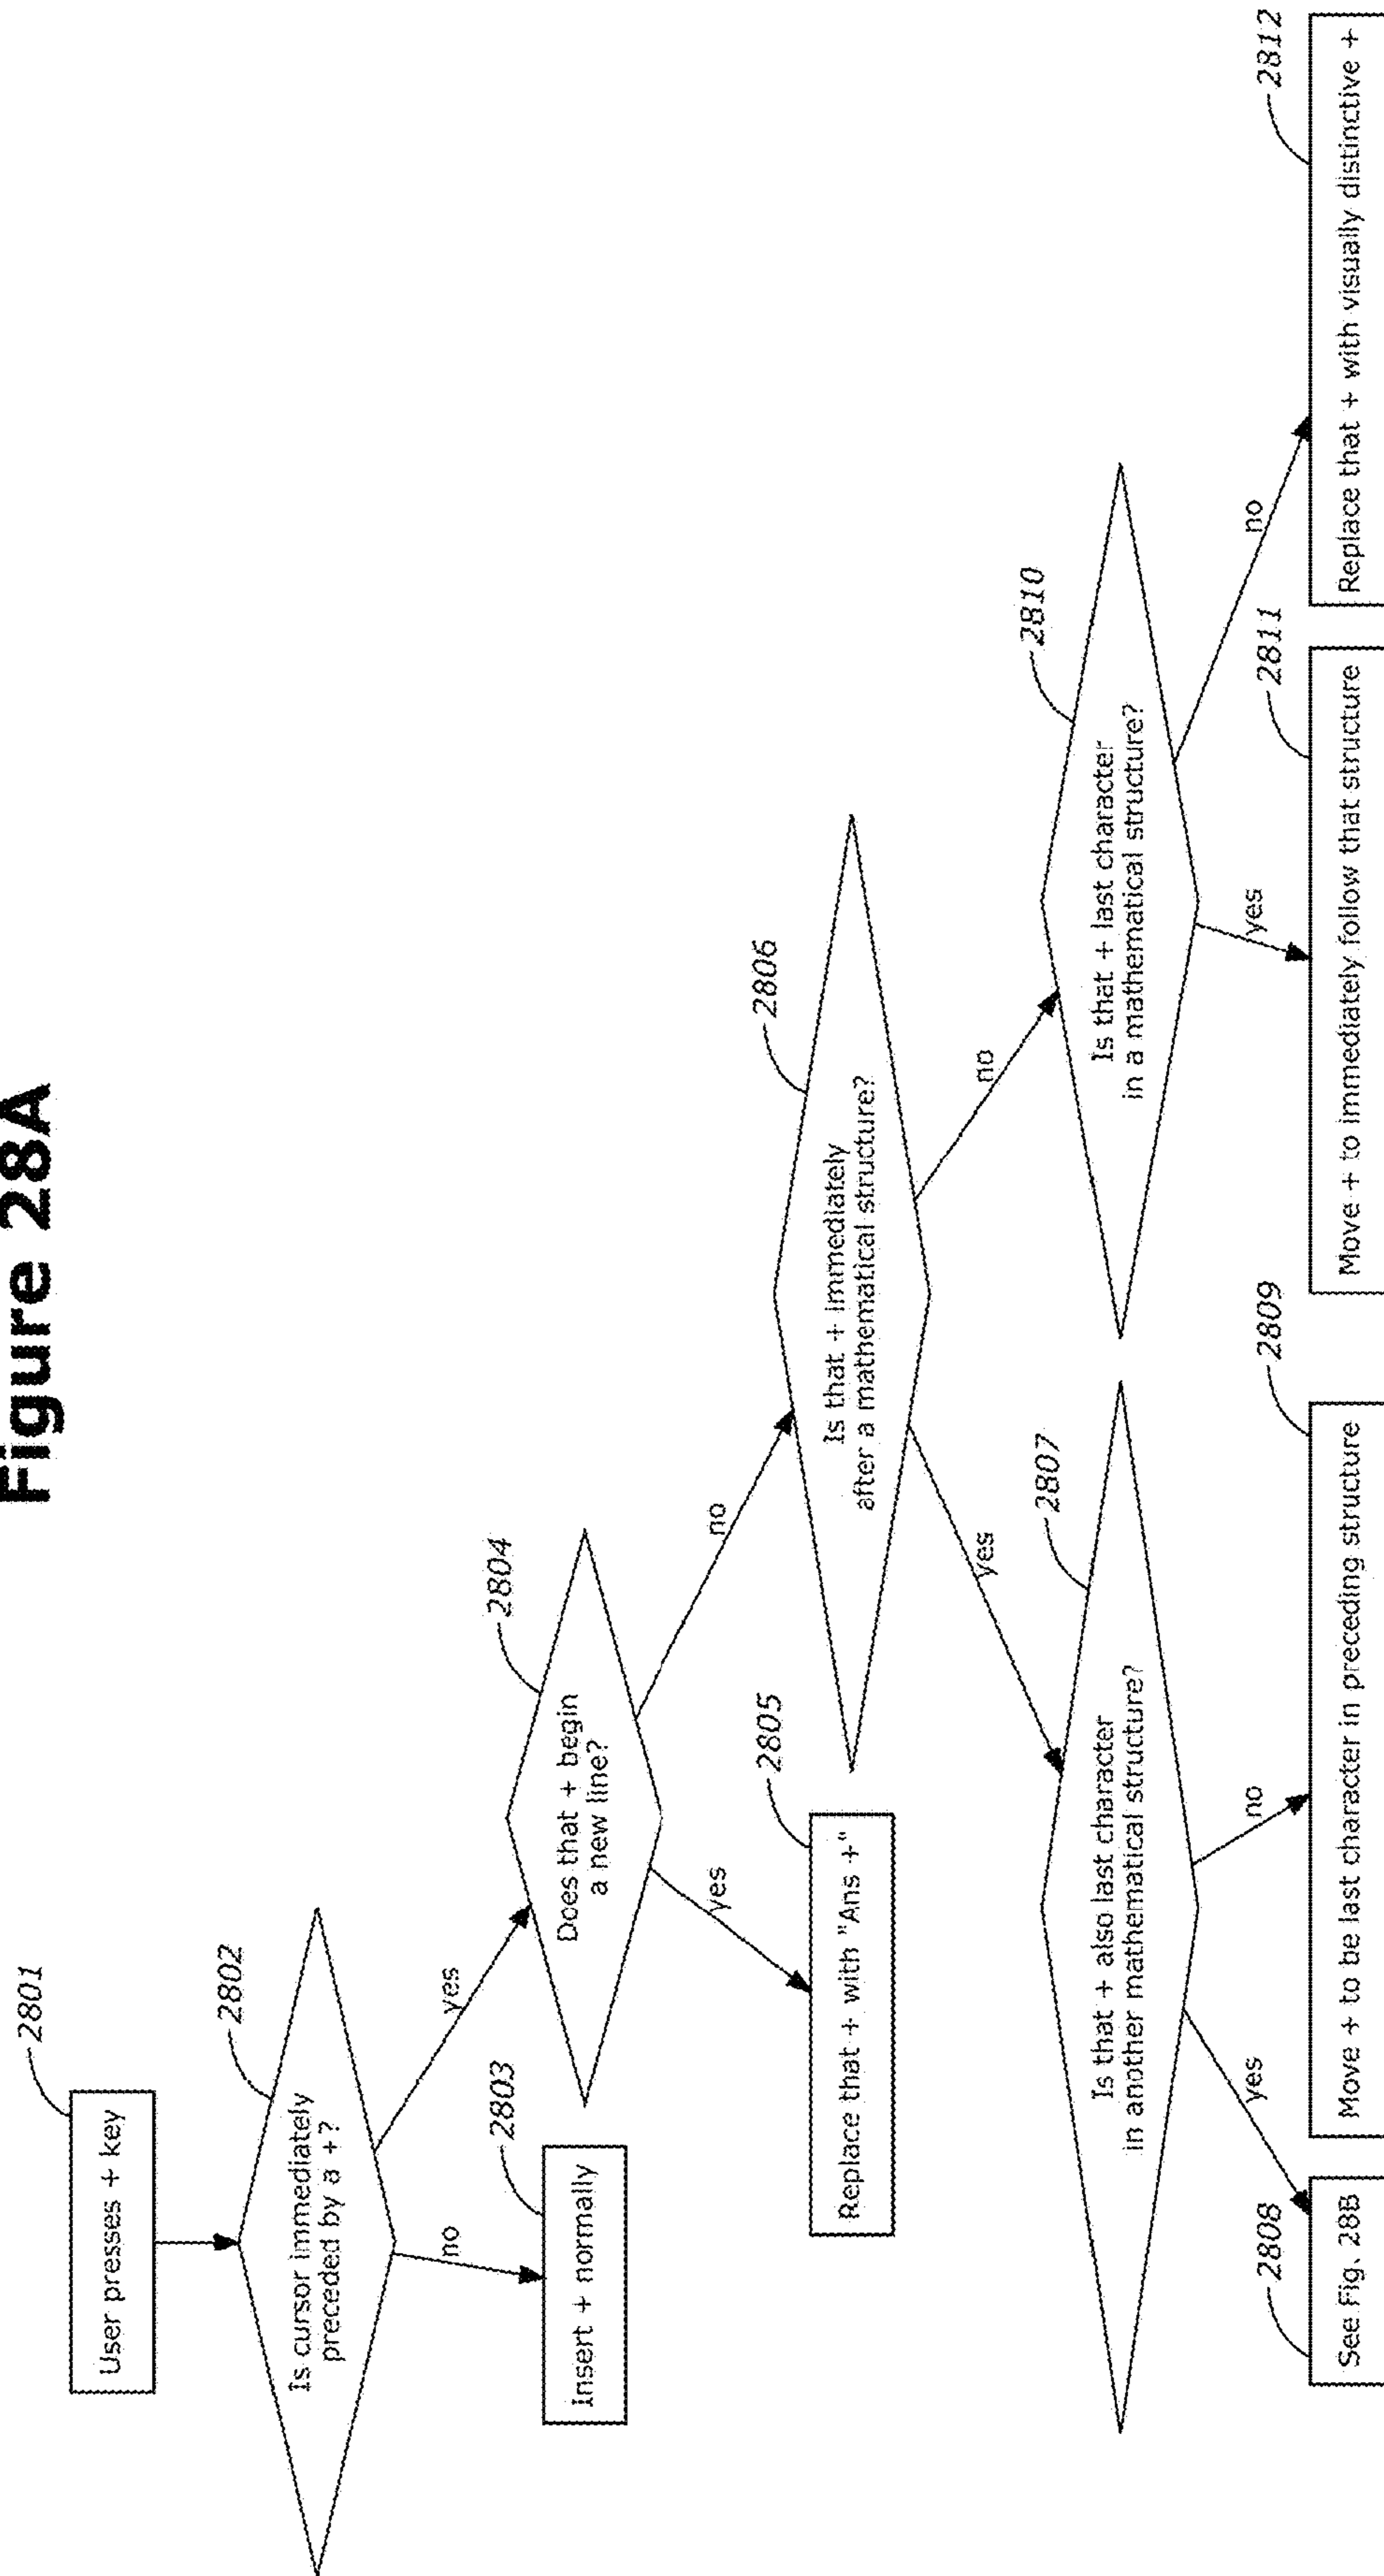 Figure 28A
2801
User presses + key
2802
Is cursor immediately
preceded by a +?
no
yes
2803
Insert + normally
2804
Does that + begin
a new line?
yes
no
2805
Replace that + with "Ans +"
2806
Is that + immediately
after a mathematical structure?
yes
no
2807
Is that + also last character
in another mathematical structure?
yes
no
2810
Is that + last character
in a mathematical structure?
yes
no
2808
See Fig. 28B
2809
Move + to be last character in preceding structure
2811
Move + to immediately follow that structure
2812
Replace that + with visually distinctive +